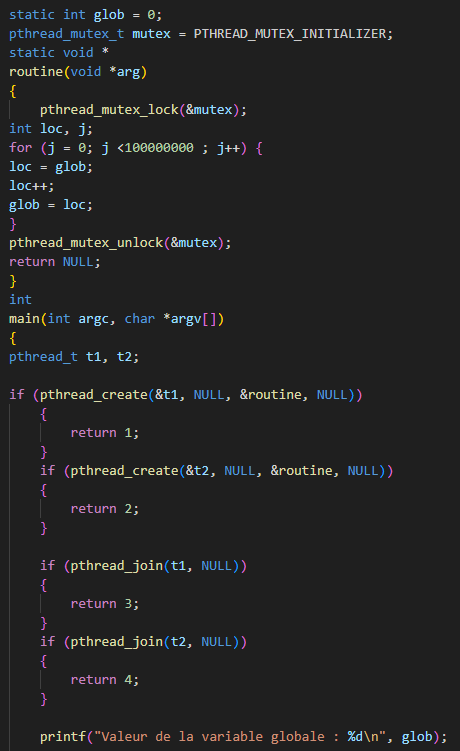 static int glob = 0;
pthread_mutex_t mutex = PTHREAD_MUTEX_INITIALIZER;
static void *
routine(void *arg)
{
    pthread_mutex_lock(&mutex);
int loc, j;
for (j = 0; j <100000000 ; j++) {
loc = glob;
loc++;
glob = loc;
}
pthread_mutex_unlock(&mutex);
return NULL;
}
int
main(int argc, char *argv[])
{
pthread_t t1, t2;

if (pthread_create(&t1, NULL, &routine, NULL))
    {
        return 1;
    }
    if (pthread_create(&t2, NULL, &routine, NULL))
    {
        return 2;
    }

    if (pthread_join(t1, NULL))
    {
        return 3;
    }
    if (pthread_join(t2, NULL))
    {
        return 4;
    }

    printf("Valeur de la variable globale : %d\n", glob);